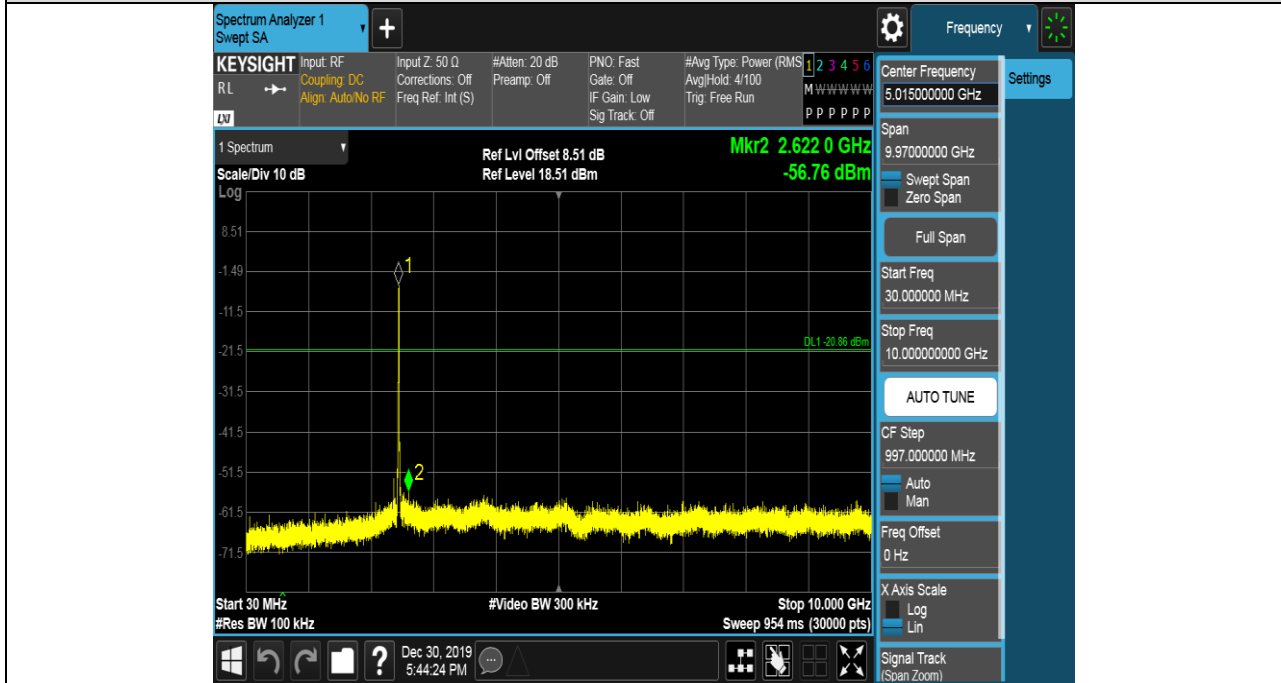 Spectrum Analyzer 1
Swept SA
+
Frequency
KEYSIGHT
RL
LXI
Input: RF
Coupling: DC
Align: Auto/No RF
Input Z: 50 Ω
Corrections: Off
Freq Ref: Int (S)
#Atten: 20 dB
Preamp: Off
PNO: Fast
Gate: Off
IF Gain: Low
Sig Track: Off
#Avg Type: Power (RMS
Avg|Hold: 4/100
Trig: Free Run
1 2 3 4 5 6
M W W W W W
P P P P P P
1 Spectrum
Scale/Div 10 dB
Ref Lvl Offset 8.51 dB
Ref Level 18.51 dBm
Mkr2 2.622 0 GHz
-56.76 dBm
Log
8.51
-1.49
-11.5
-21.5
-31.5
-41.5
-51.5
-61.5
-71.5
1
DL1 -20.86 dBm
2
Start 30 MHz
#Res BW 100 kHz
#Video BW 300 kHz
Stop 10.000 GHz
Sweep 954 ms (30000 pts)
Center Frequency
5.015000000 GHz
Settings
Span
9.97000000 GHz
Swept Span
Zero Span
Full Span
Start Freq
30.000000 MHz
Stop Freq
10.000000000 GHz
AUTO TUNE
CF Step
997.000000 MHz
Auto
Man
Freq Offset
0 Hz
X Axis Scale
Log
Lin
Signal Track
(Span Zoom)
?
Dec 30, 2019
5:44:24 PM